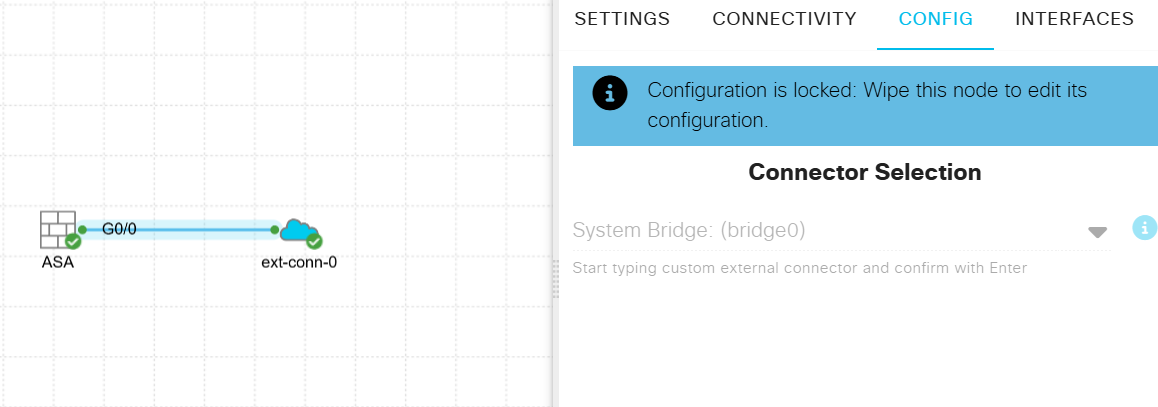 SETTINGS CONNECTIVITY CONFIG INTERFACES
Configuration is locked: Wipe this node to edit its
configuration.
Connector Selection
System Bridge: (bridge0)
Start typing custom external connector and confirm with Enter
G0/0
ASA
ext-conn-0